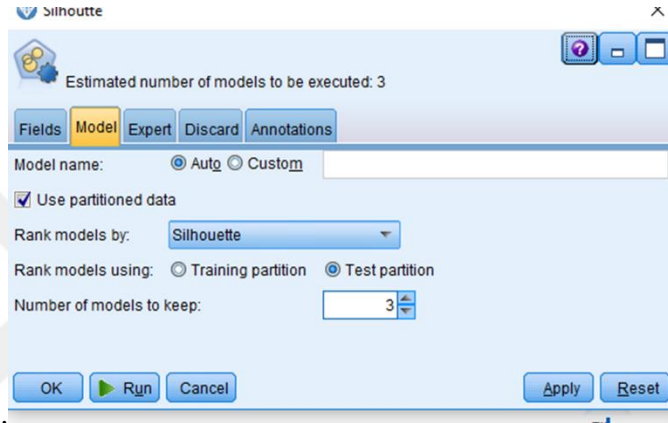 Silhoutte
Estimated number of models to be executed: 3
Fields Model Expert Discard Annotations
Model name: Auto Custom
Use partitioned data
Rank models by: Silhouette
Rank models using: Training partition Test partition
Number of models to keep: 3
OK Run Cancel Apply Reset